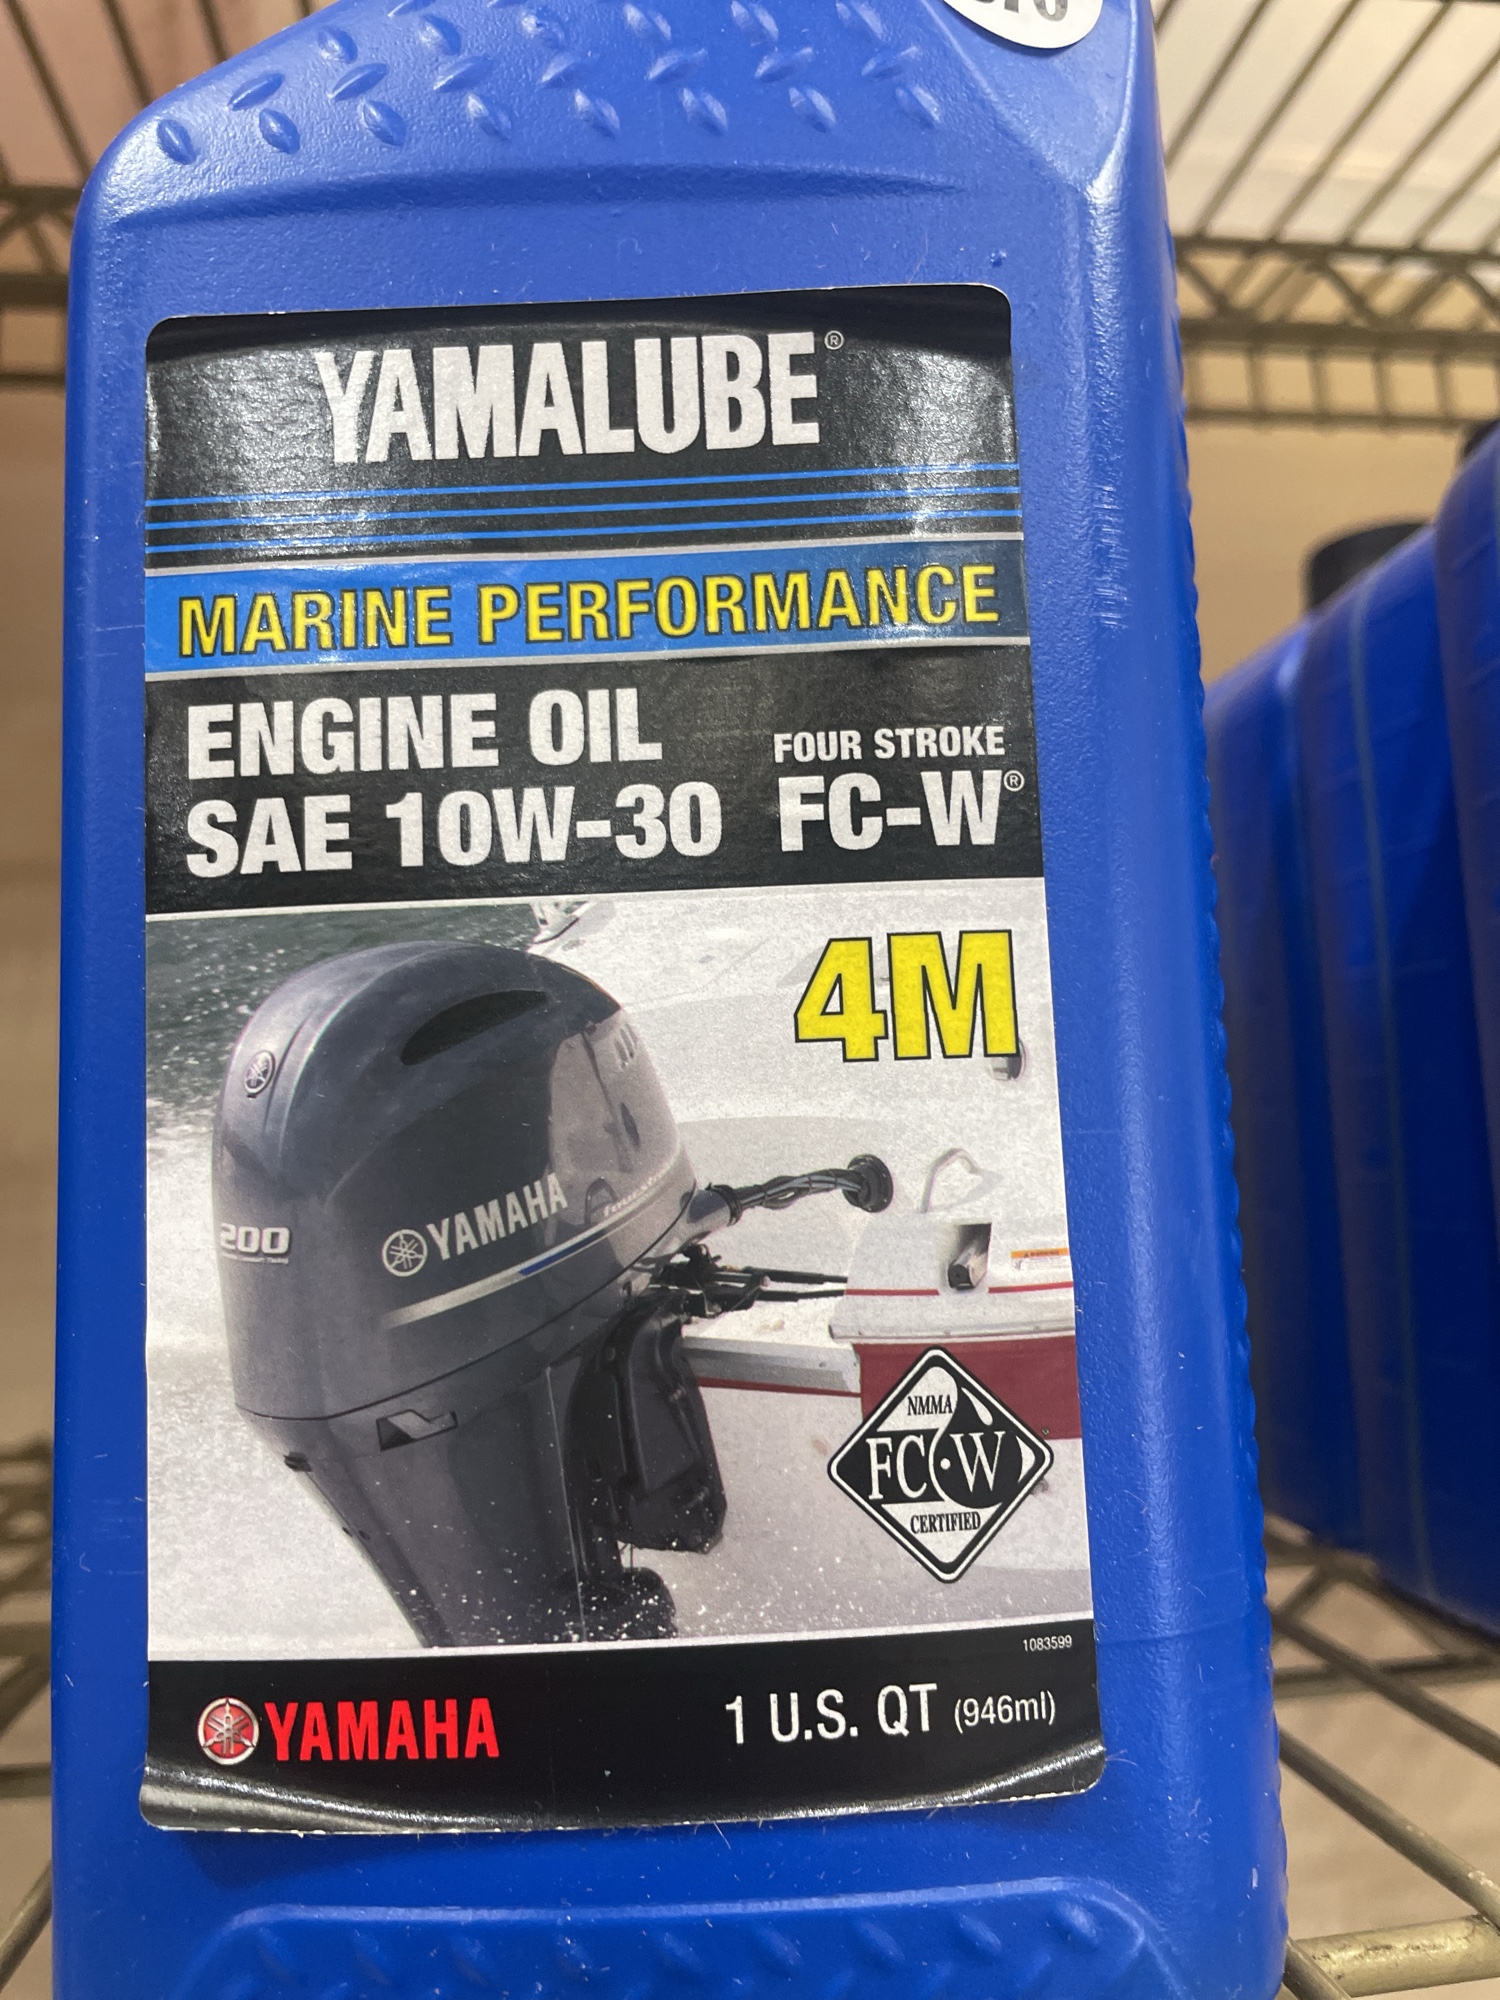 YAMALUBE®
MARINE PERFORMANCE
ENGINE OIL
SAE 10W-30
FOUR STROKE
FC-W®
4M
200
YAMAHA
NMMA
FC·W
CERTIFIED
1083599
YAMAHA
1 U.S. QT (946ml)